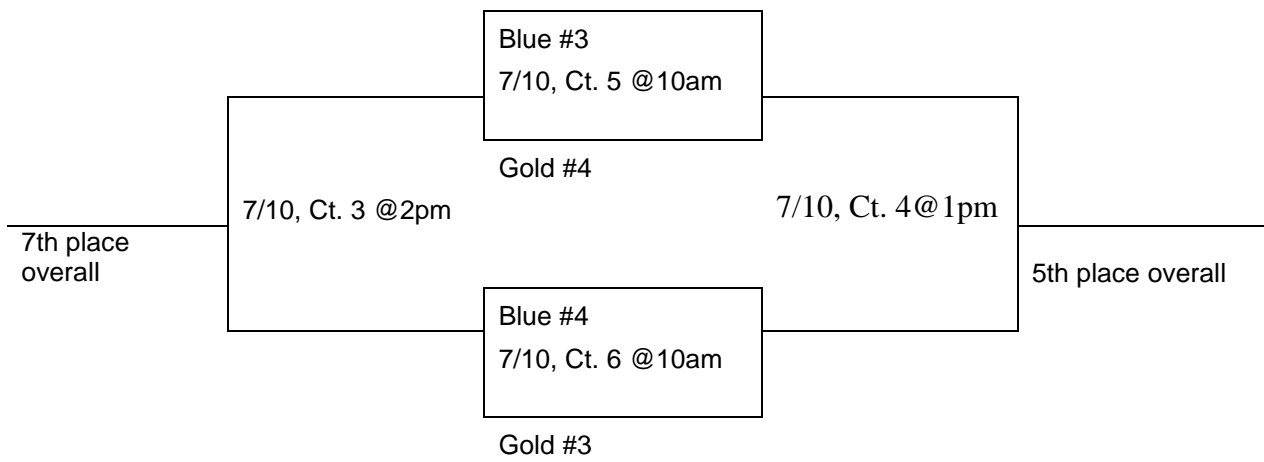 Blue #3
7/10, Ct. 5 @10am
Gold #4
7/10, Ct. 3 @2pm
7/10, Ct. 4@1pm
7th place
overall
5th place overall
Blue #4
7/10, Ct. 6 @10am
Gold #3